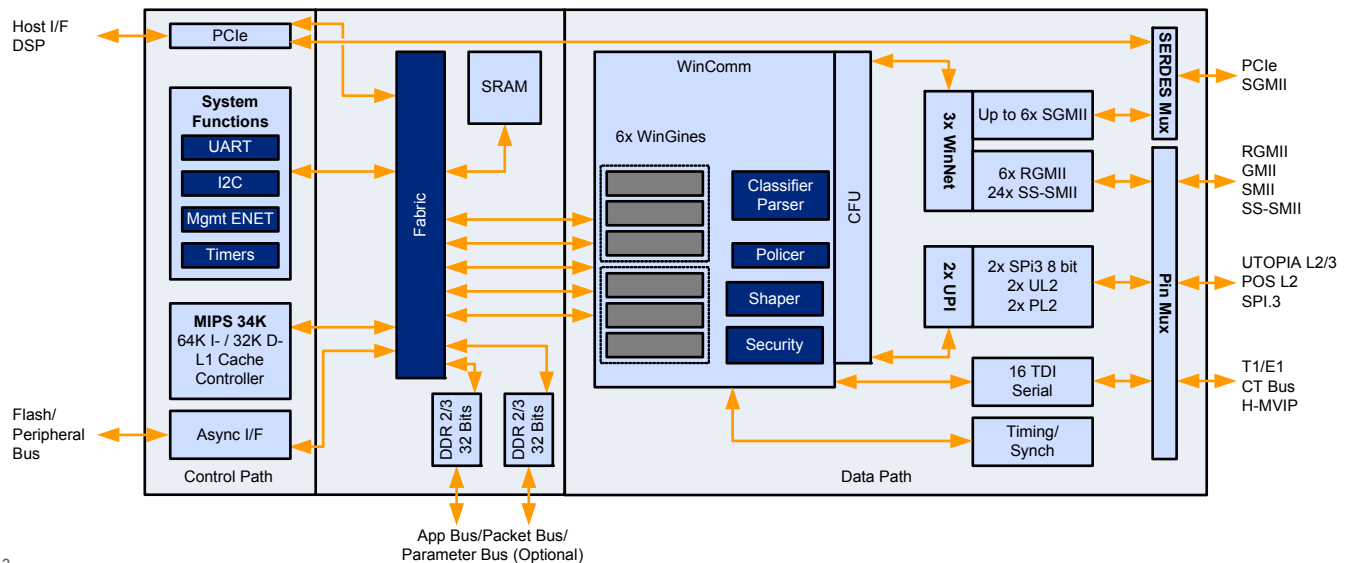 Host I/F
DSP
PCIe
System
Functions
UART
I2C
Mgmt ENET
Timers
MIPS 34K
64K I- / 32K D-
L1 Cache
Controller
Flash/
Peripheral
Bus
Async I/F
Control Path
Fabric
SRAM
DDR 2/3
32 Bits
DDR 2/3
32 Bits
App Bus/Packet Bus/
Parameter Bus (Optional)
WinComm
6x WinGines
Classifier
Parser
Policer
Shaper
Security
CFU
3x WinNet
Up to 6x SGMII
6x RGMII
24x SS-SMII
2x UPI
2x SPi3 8 bit
2x UL2
2x PL2
16 TDI
Serial
Timing/
Synch
Data Path
SERDES Mux
Pin Mux
PCIe
SGMII
RGMII
GMII
SMII
SS-SMII
UTOPIA L2/3
POS L2
SPI.3
T1/E1
CT Bus
H-MVIP